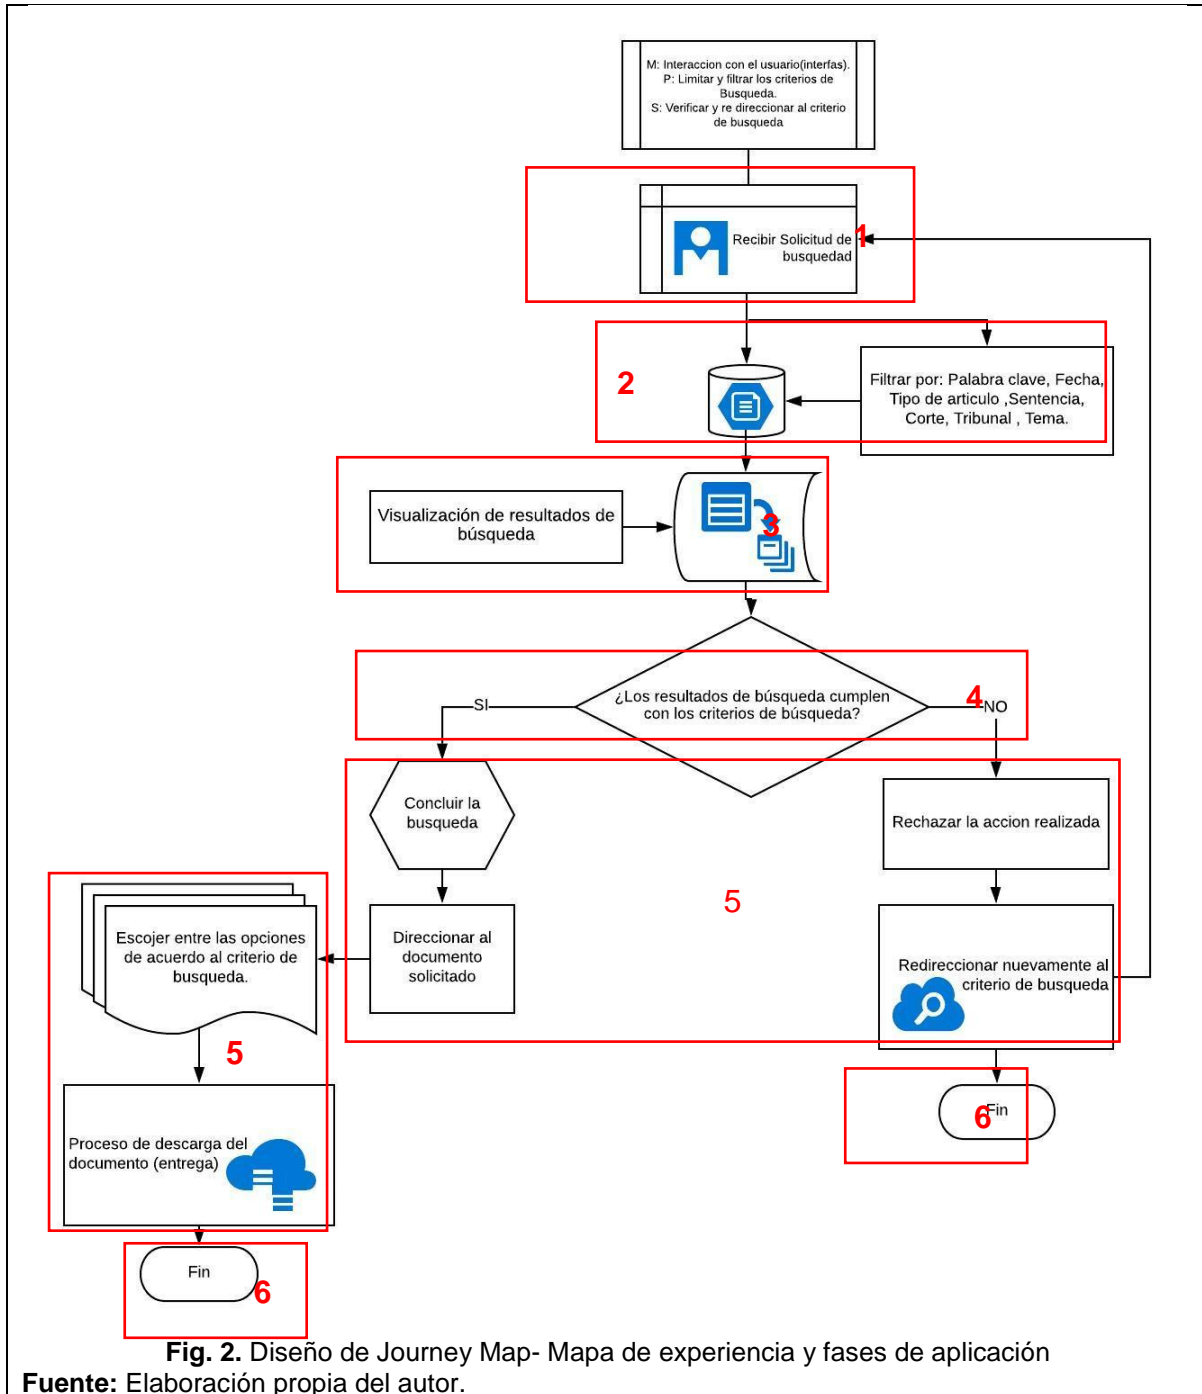 M: Interaccion con el usuario(interfas).
P: Limitar y filtrar los criterios de
Busqueda.
S: Verificar y re direccionar al criterio
de busqueda
1
Recibir Solicitud de
busquedad
2
Filtrar por: Palabra clave, Fecha,
Tipo de articulo ,Sentencia,
Corte, Tribunal , Tema.
Visualización de resultados de
búsqueda
3
4
¿Los resultados de búsqueda cumplen
con los criterios de búsqueda?
SI
NO
Concluir la
busqueda
Rechazar la accion realizada
5
Direccionar al
documento
solicitado
Redireccionar nuevamente al
criterio de busqueda
Escojer entre las opciones
de acuerdo al criterio de
busqueda.
5
Proceso de descarga del
documento (entrega)
6
Fin
Fin
6
Fig. 2. Diseño de Journey Map- Mapa de experiencia y fases de aplicación
Fuente: Elaboración propia del autor.